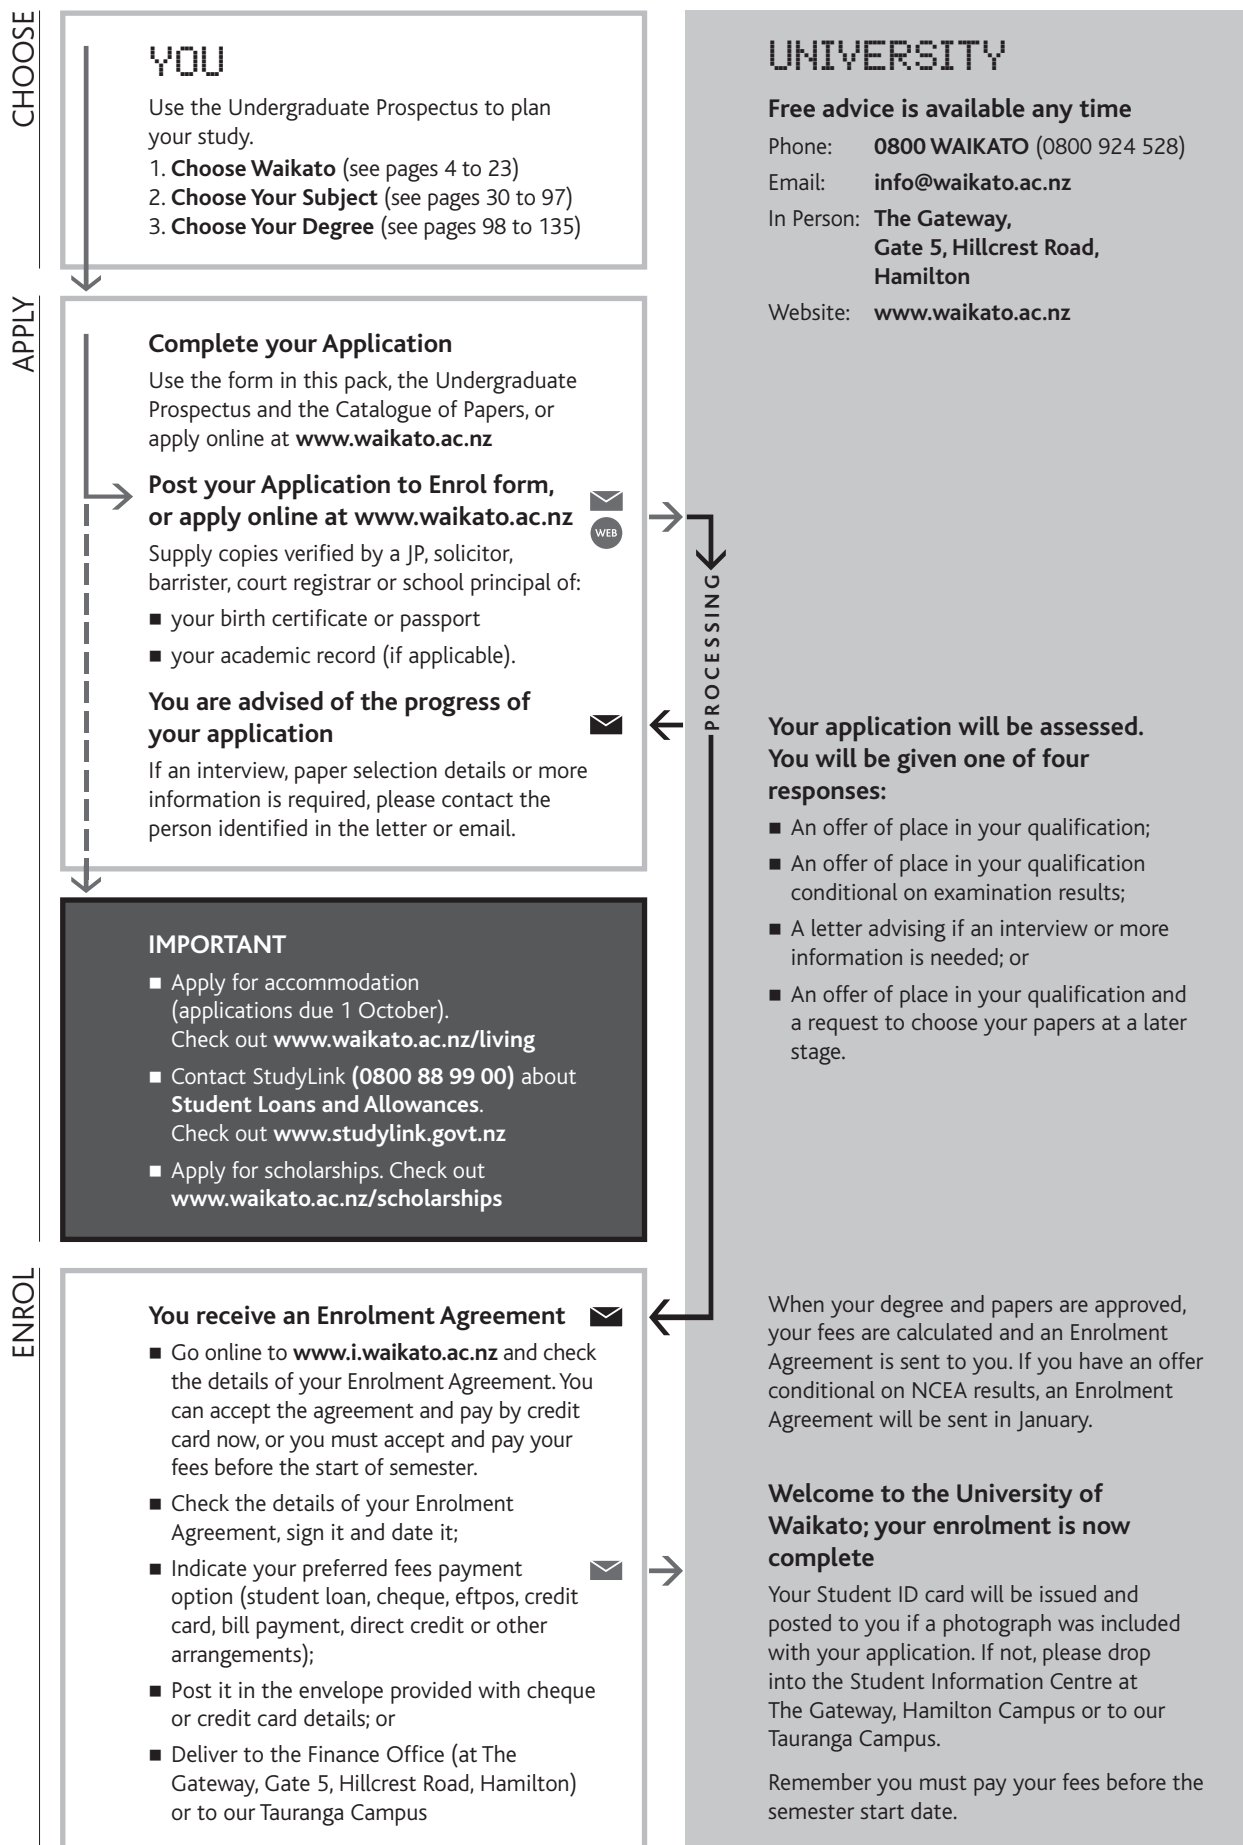 CHOOSE
YOU
Use the Undergraduate Prospectus to plan
your study.
1. Choose Waikato (see pages 4 to 23)
2. Choose Your Subject (see pages 30 to 97)
3. Choose Your Degree (see pages 98 to 135)
UNIVERSITY
Free advice is available any time
Phone: 0800 WAIKATO (0800 924 528)
Email: info@waikato.ac.nz
In Person: The Gateway,
Gate 5, Hillcrest Road,
Hamilton
Website: www.waikato.ac.nz
APPLY
Complete your Application
Use the form in this pack, the Undergraduate
Prospectus and the Catalogue of Papers, or
apply online at www.waikato.ac.nz
Post your Application to Enrol form,
or apply online at www.waikato.ac.nz
WEB
Supply copies verified by a JP, solicitor,
barrister, court registrar or school principal of:
■ your birth certificate or passport
■ your academic record (if applicable).
You are advised of the progress of
your application
If an interview, paper selection details or more
information is required, please contact the
person identified in the letter or email.
PROCESSING
Your application will be assessed.
You will be given one of four
responses:
■ An offer of place in your qualification;
■ An offer of place in your qualification
conditional on examination results;
■ A letter advising if an interview or more
information is needed; or
■ An offer of place in your qualification and
a request to choose your papers at a later
stage.
IMPORTANT
■ Apply for accommodation
(applications due 1 October).
Check out www.waikato.ac.nz/living
■ Contact StudyLink (0800 88 99 00) about
Student Loans and Allowances.
Check out www.studylink.govt.nz
■ Apply for scholarships. Check out
www.waikato.ac.nz/scholarships
ENROL
You receive an Enrolment Agreement
■ Go online to www.i.waikato.ac.nz and check
the details of your Enrolment Agreement. You
can accept the agreement and pay by credit
card now, or you must accept and pay your
fees before the start of semester.
■ Check the details of your Enrolment
Agreement, sign it and date it;
■ Indicate your preferred fees payment
option (student loan, cheque, eftpos, credit
card, bill payment, direct credit or other
arrangements);
■ Post it in the envelope provided with cheque
or credit card details; or
■ Deliver to the Finance Office (at The
Gateway, Gate 5, Hillcrest Road, Hamilton)
or to our Tauranga Campus
When your degree and papers are approved,
your fees are calculated and an Enrolment
Agreement is sent to you. If you have an offer
conditional on NCEA results, an Enrolment
Agreement will be sent in January.
Welcome to the University of
Waikato; your enrolment is now
complete
Your Student ID card will be issued and
posted to you if a photograph was included
with your application. If not, please drop
into the Student Information Centre at
The Gateway, Hamilton Campus or to our
Tauranga Campus.
Remember you must pay your fees before the
semester start date.